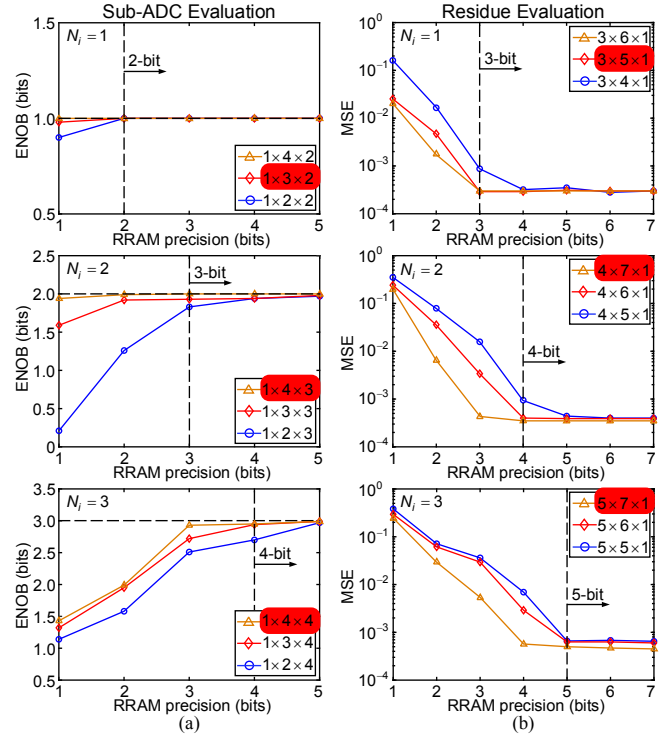 Sub-ADC Evaluation
Residue Evaluation
N_i = 1
2-bit
ENOB (bits)
1.5
1.0
0.5
1×4×2
1×3×2
1×2×2
1 2 3 4 5
RRAM precision (bits)
N_i = 1
3-bit
MSE
10^0
10^-1
10^-2
10^-3
10^-4
3×6×1
3×5×1
3×4×1
1 2 3 4 5 6 7
RRAM precision (bits)
N_i = 2
3-bit
ENOB (bits)
2.5
2.0
1.5
1.0
0.5
0
1×4×3
1×3×3
1×2×3
1 2 3 4 5
RRAM precision (bits)
N_i = 2
4-bit
MSE
10^0
10^-1
10^-2
10^-3
10^-4
4×7×1
4×6×1
4×5×1
1 2 3 4 5 6 7
RRAM precision (bits)
N_i = 3
4-bit
ENOB (bits)
3.5
3.0
2.5
2.0
1.5
1.0
0.5
0.0
1×4×4
1×3×4
1×2×4
1 2 3 4 5
RRAM precision (bits)
(a)
N_i = 3
5-bit
MSE
10^0
10^-1
10^-2
10^-3
10^-4
5×7×1
5×6×1
5×5×1
1 2 3 4 5 6 7
RRAM precision (bits)
(b)